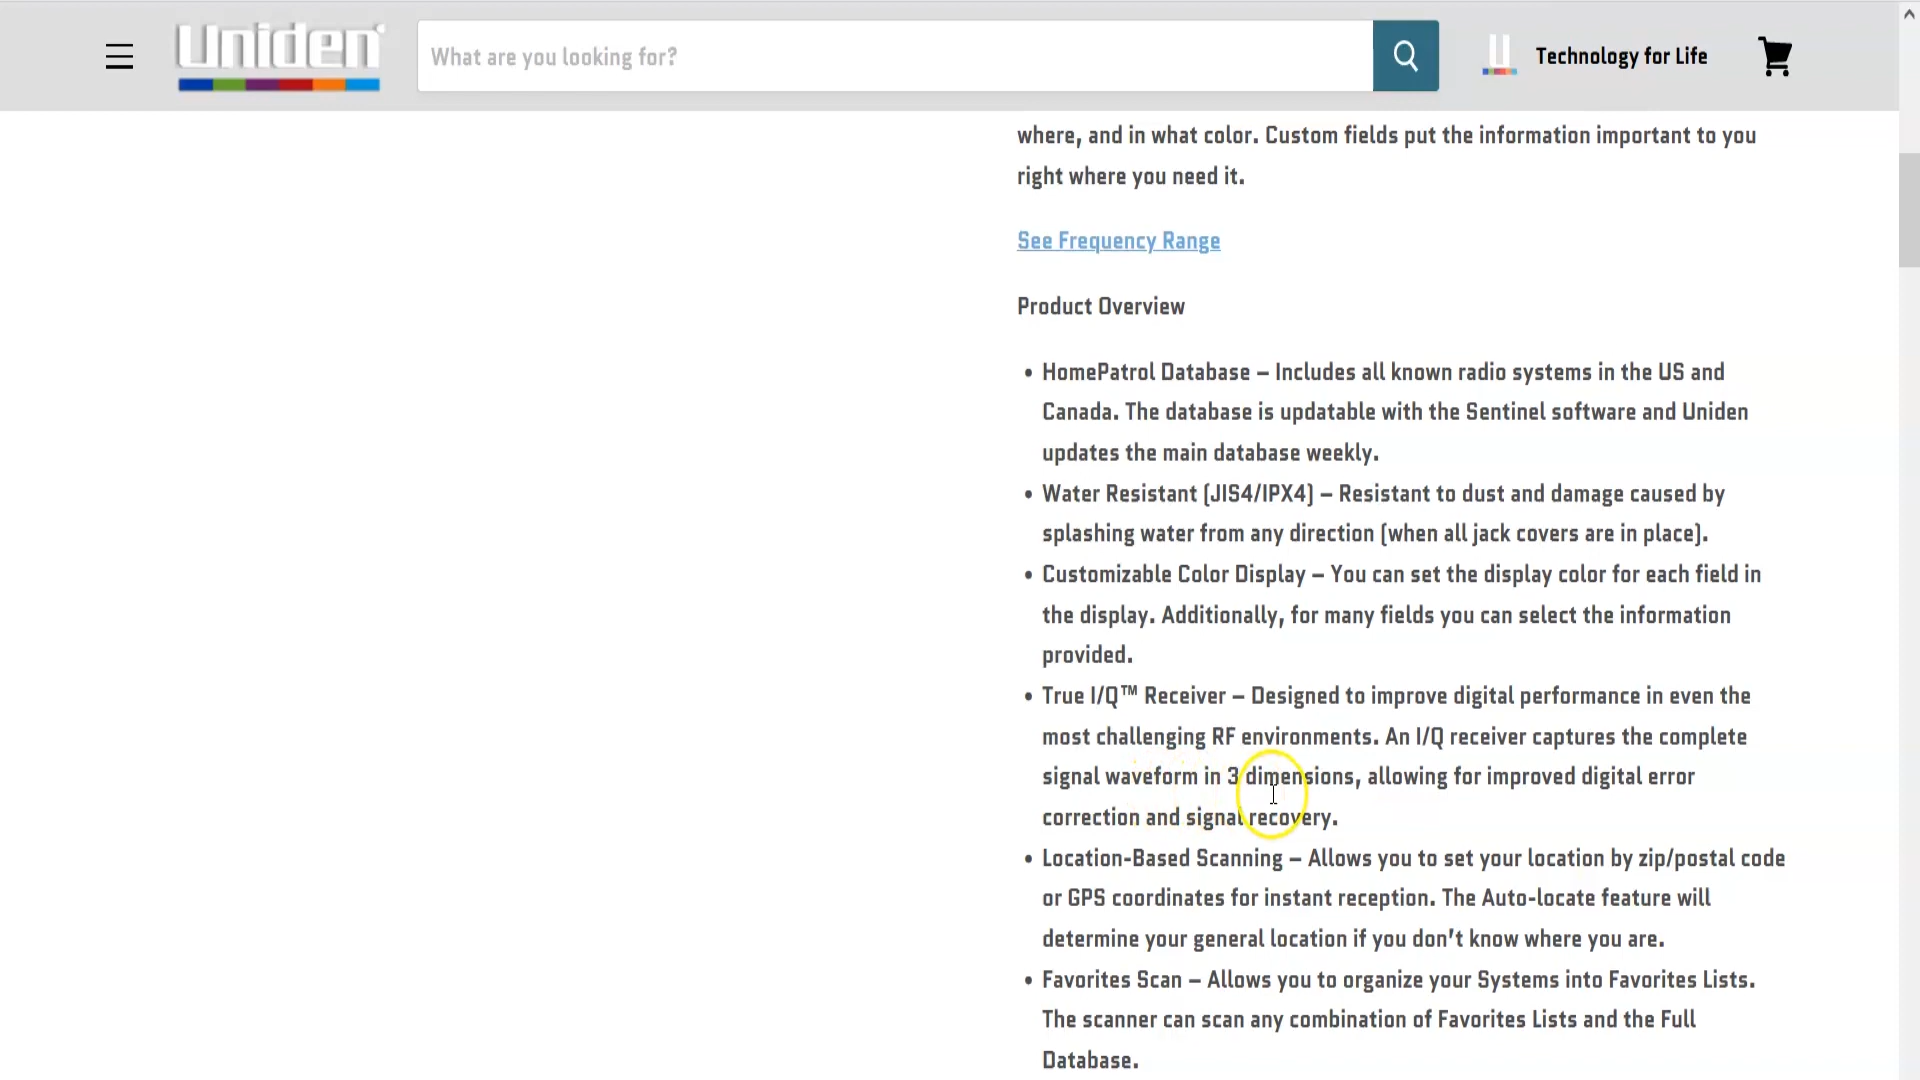 Uniden
What are you looking for?
Technology for Life
where, and in what color. Custom fields put the information important to you
right where you need it.
See Frequency Range
Product Overview
• HomePatrol Database – Includes all known radio systems in the US and
Canada. The database is updatable with the Sentinel software and Uniden
updates the main database weekly.
• Water Resistant (JIS4/IPX4) – Resistant to dust and damage caused by
splashing water from any direction (when all jack covers are in place).
• Customizable Color Display – You can set the display color for each field in
the display. Additionally, for many fields you can select the information
provided.
• True I/Q™ Receiver – Designed to improve digital performance in even the
most challenging RF environments. An I/Q receiver captures the complete
signal waveform in 3 dimensions, allowing for improved digital error
correction and signal recovery.
• Location-Based Scanning – Allows you to set your location by zip/postal code
or GPS coordinates for instant reception. The Auto-locate feature will
determine your general location if you don't know where you are.
• Favorites Scan – Allows you to organize your Systems into Favorites Lists.
The scanner can scan any combination of Favorites Lists and the Full
Database.